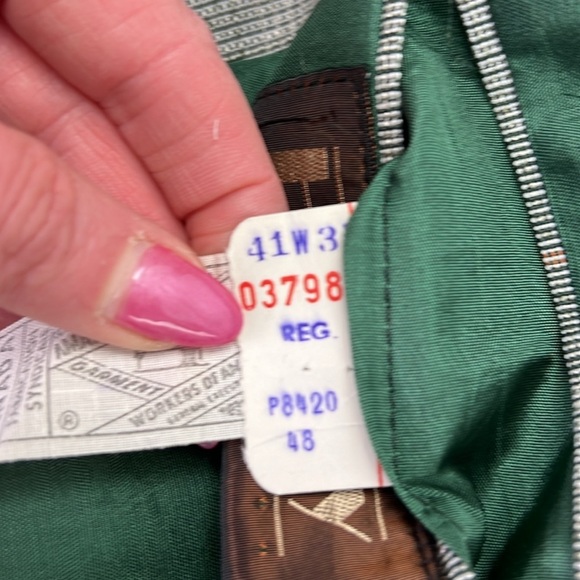 41W3
03798
REG.
P8420
48
GARMENT
WORKERS OF AM
®